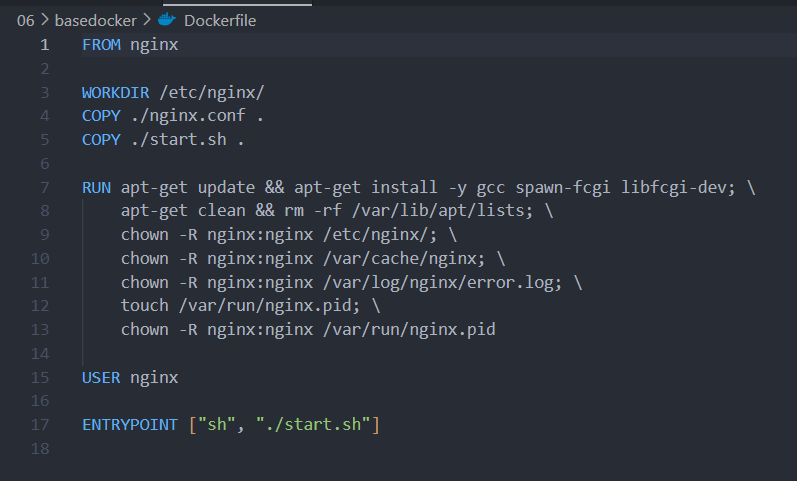 06 > basedocker > Dockerfile
1 FROM nginx
2
3 WORKDIR /etc/nginx/
4 COPY ./nginx.conf .
5 COPY ./start.sh .
6
7 RUN apt-get update && apt-get install -y gcc spawn-fcgi libfcgi-dev; \
8     apt-get clean && rm -rf /var/lib/apt/lists; \
9     chown -R nginx:nginx /etc/nginx/; \
10     chown -R nginx:nginx /var/cache/nginx; \
11     chown -R nginx:nginx /var/log/nginx/error.log; \
12     touch /var/run/nginx.pid; \
13     chown -R nginx:nginx /var/run/nginx.pid
14
15 USER nginx
16
17 ENTRYPOINT ["sh", "./start.sh"]
18